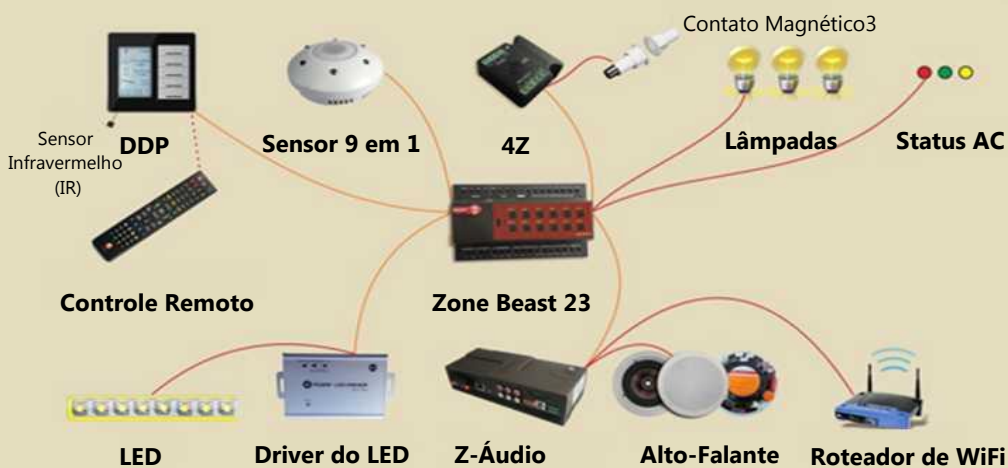 Contato Magnético3
DDP
Sensor 9 em 1
4Z
Lâmpadas
Status AC
Sensor
Infravermelho
(IR)
Controle Remoto
Zone Beast 23
LED
Driver do LED
Z-Áudio
Alto-Falante
Roteador de WiFi